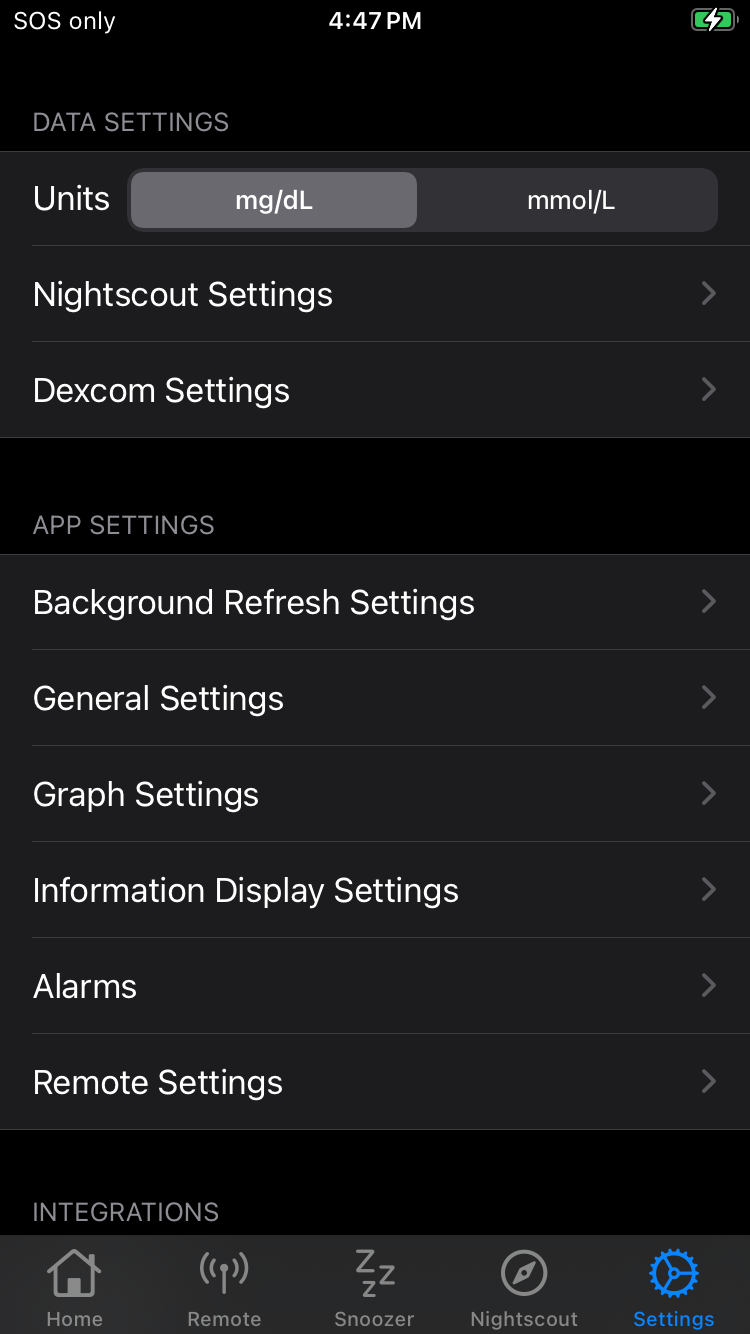 SOS only 4:47 PM
DATA SETTINGS
Units mg/dL mmol/L
Nightscout Settings
Dexcom Settings
APP SETTINGS
Background Refresh Settings
General Settings
Graph Settings
Information Display Settings
Alarms
Remote Settings
INTEGRATIONS
Home Remote Snoozer Nightscout Settings